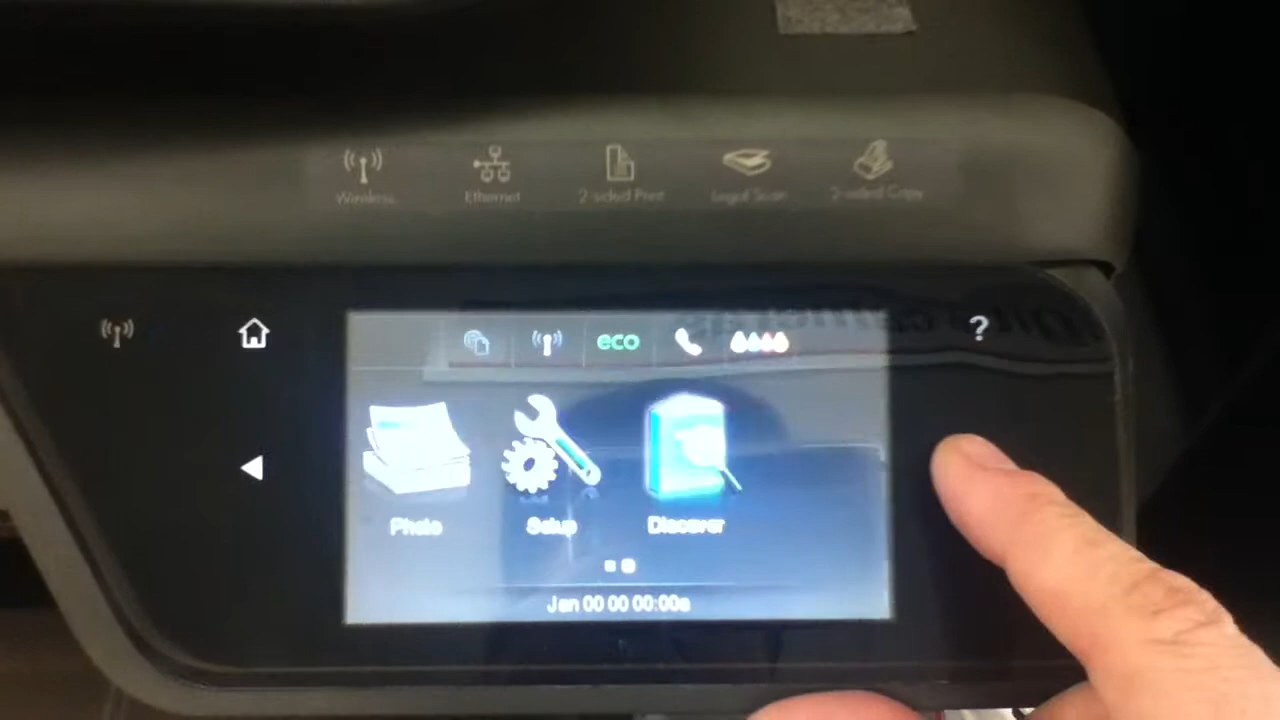 Wireless
Ethernet
2-sided Print
Legal Scan
2-sided Copy
?
eco
Photo
Setup
Discover
Jan 00 00 00:00a